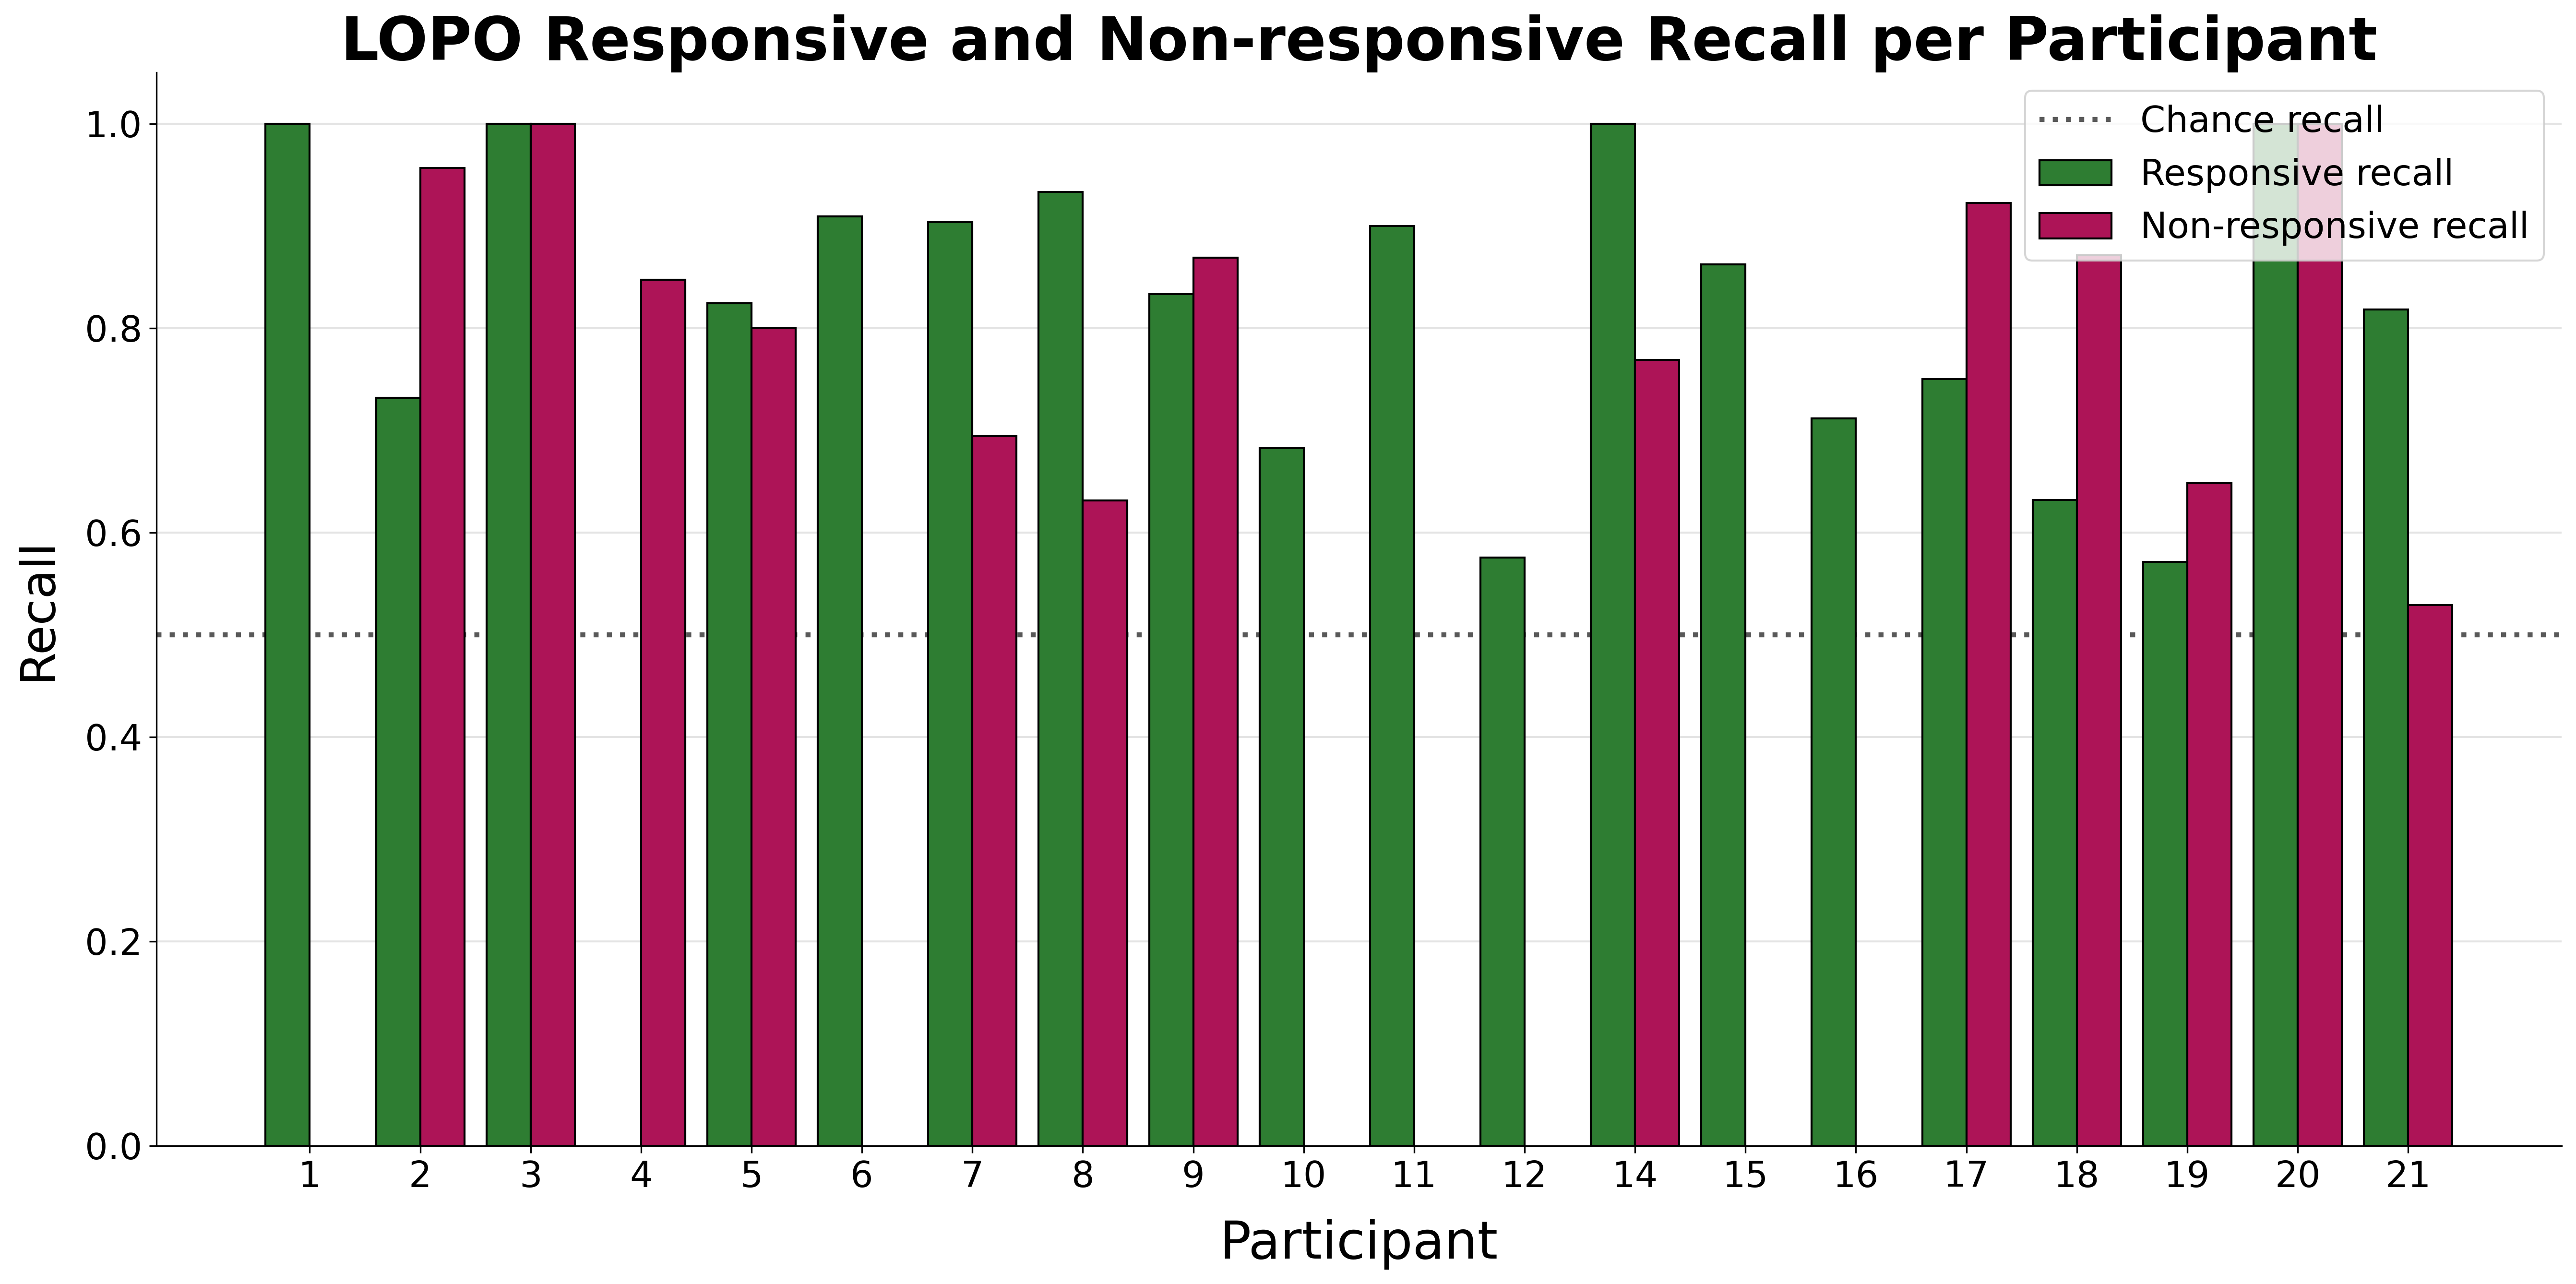 LOPO Responsive and Non-responsive Recall per Participant
Chance recall
Responsive recall
Non-responsive recall
1.0
0.8
0.6
0.4
0.2
0.0
Recall
1 2 3 4 5 6 7 8 9 10 11 12 14 15 16 17 18 19 20 21
Participant